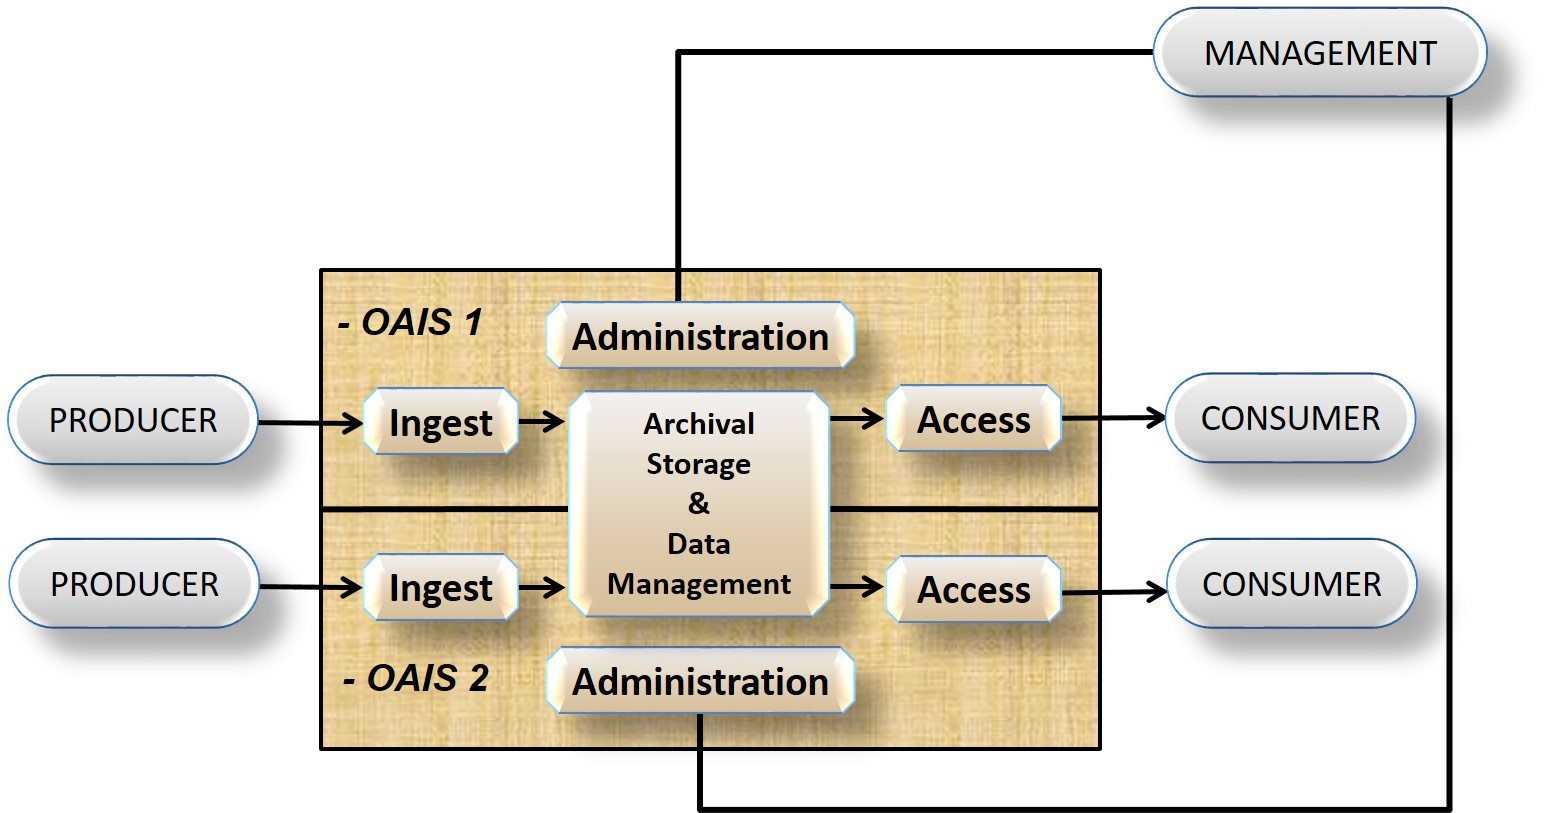 MANAGEMENT
- OAIS 1
Administration
PRODUCER
Ingest
Archival
Storage
&
Data
Management
Access
CONSUMER
PRODUCER
Ingest
Access
CONSUMER
- OAIS 2
Administration